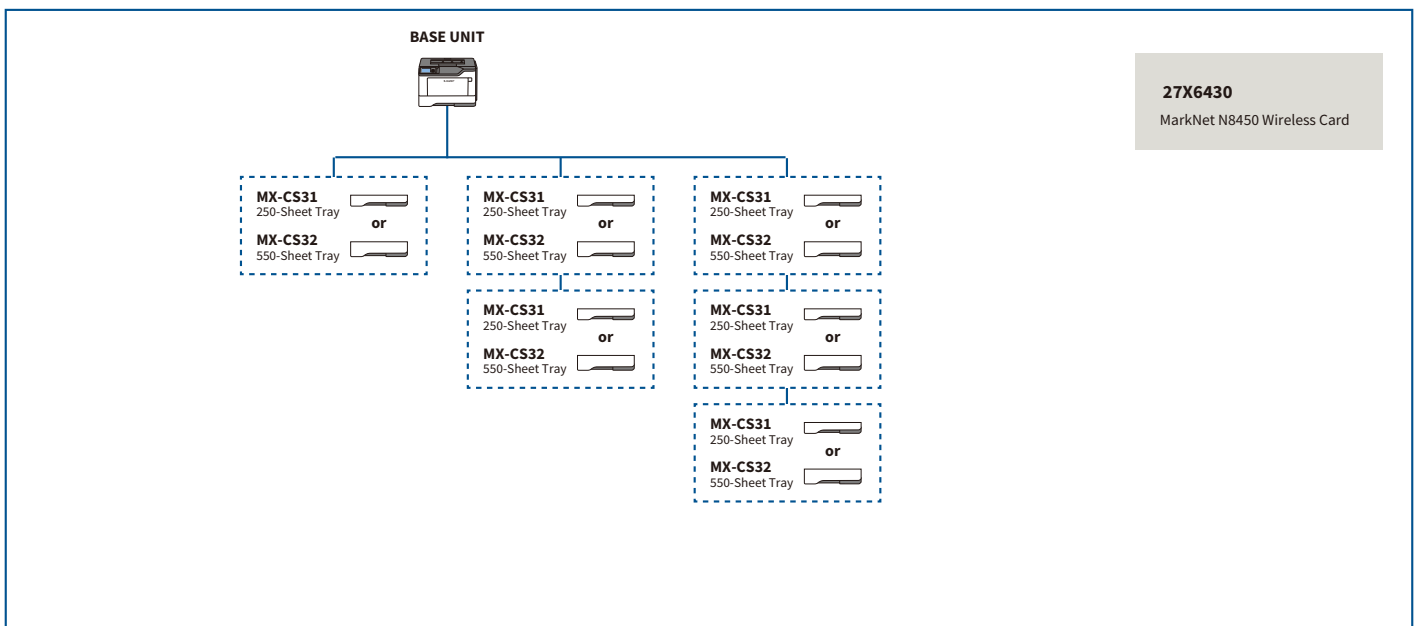 BASE UNIT
27X6430
MarkNet N8450 Wireless Card
MX-CS31
250-Sheet Tray
or
MX-CS32
550-Sheet Tray
MX-CS31
250-Sheet Tray
or
MX-CS32
550-Sheet Tray
MX-CS31
250-Sheet Tray
or
MX-CS32
550-Sheet Tray
MX-CS31
250-Sheet Tray
or
MX-CS32
550-Sheet Tray
MX-CS31
250-Sheet Tray
or
MX-CS32
550-Sheet Tray
MX-CS31
250-Sheet Tray
or
MX-CS32
550-Sheet Tray